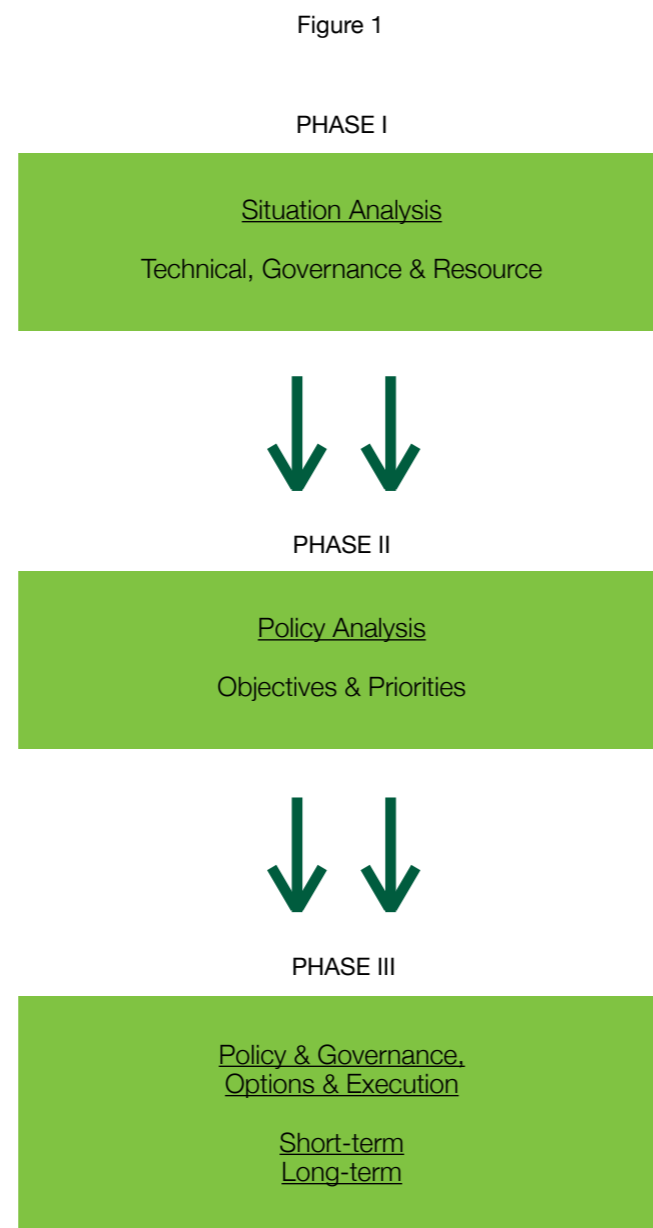 Figure 1
PHASE I
Situation Analysis
Technical, Governance & Resource
PHASE II
Policy Analysis
Objectives & Priorities
PHASE III
Policy & Governance,
Options & Execution
Short-term
Long-term